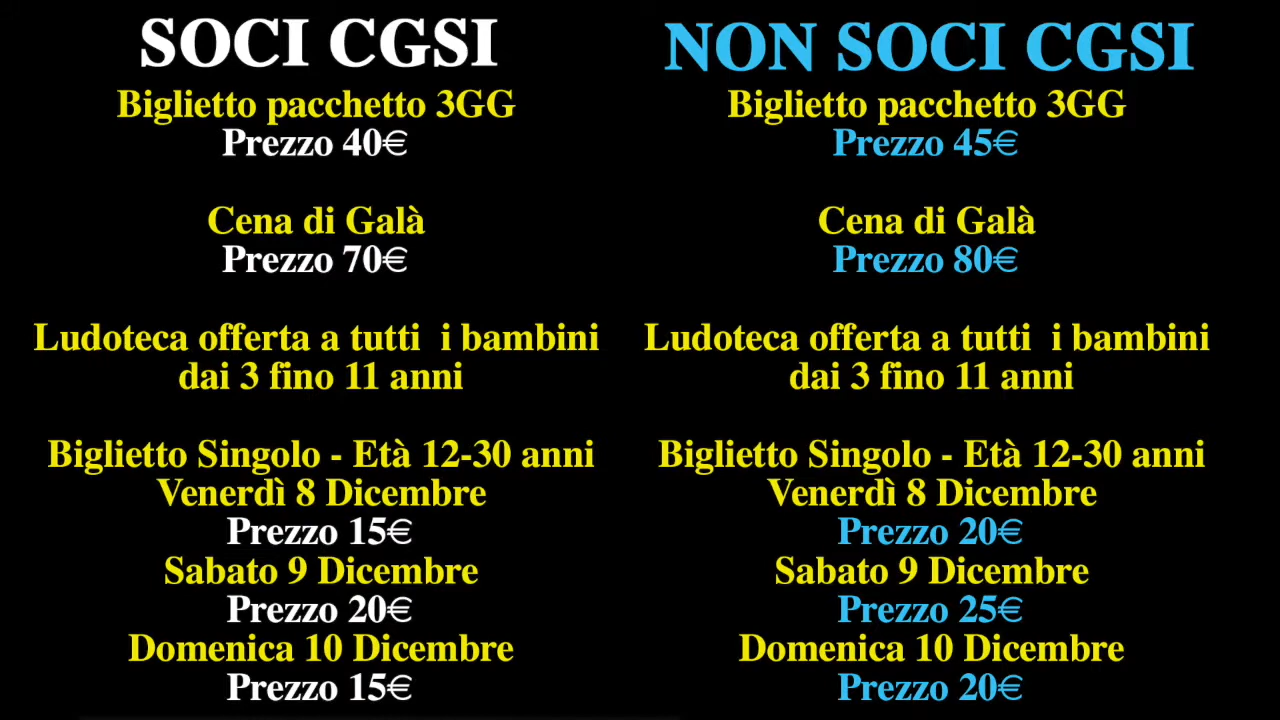 SOCI CGSI
Biglietto pacchetto 3GG
Prezzo 40€
Cena di Galà
Prezzo 70€
Ludoteca offerta a tutti i bambini
dai 3 fino 11 anni
Biglietto Singolo - Età 12-30 anni
Venerdì 8 Dicembre
Prezzo 15€
Sabato 9 Dicembre
Prezzo 20€
Domenica 10 Dicembre
Prezzo 15€
NON SOCI CGSI
Biglietto pacchetto 3GG
Prezzo 45€
Cena di Galà
Prezzo 80€
Ludoteca offerta a tutti i bambini
dai 3 fino 11 anni
Biglietto Singolo - Età 12-30 anni
Venerdì 8 Dicembre
Prezzo 20€
Sabato 9 Dicembre
Prezzo 25€
Domenica 10 Dicembre
Prezzo 20€